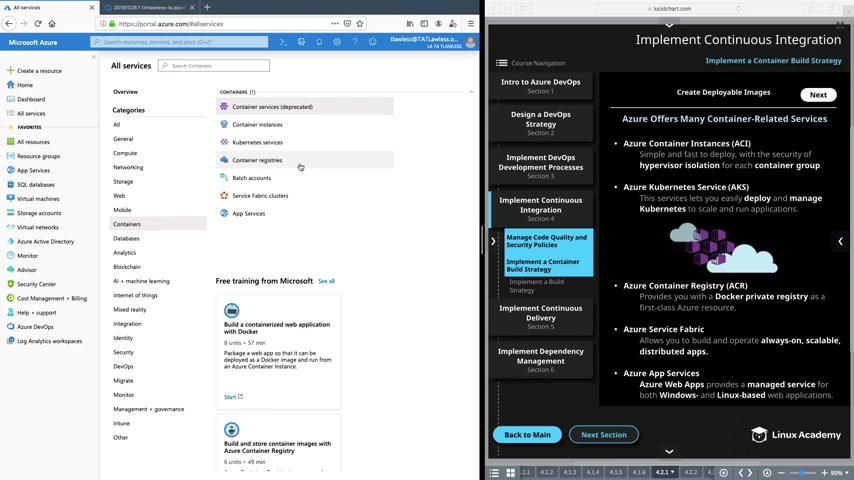 All services
20191028.1 timlawless-la.pipeli
https://portal.azure.com/#allservices
Microsoft Azure
Search resources, services, and docs (G+/)
tlawless@TATLawless.o...
LA TA TLAWLESS
Create a resource
Home
Dashboard
All services
FAVORITES
All resources
Resource groups
App Services
SQL databases
Virtual machines
Storage accounts
Virtual networks
Azure Active Directory
Monitor
Advisor
Security Center
Cost Management + Billing
Help + support
Azure DevOps
Log Analytics workspaces
All services
Search Containers
Overview
Categories
All
General
Compute
Networking
Storage
Web
Mobile
Containers
Databases
Analytics
Blockchain
AI + machine learning
Internet of things
Mixed reality
Integration
Identity
Security
DevOps
Migrate
Monitor
Management + governance
Intune
Other
CONTAINERS (7)
Container services (deprecated)
Container instances
Kubernetes services
Container registries
Batch accounts
Service Fabric clusters
App Services
Free training from Microsoft
See all
Build a containerized web application
with Docker
8 units • 57 min
Package a web app so that it can be
deployed as a Docker image and run from
an Azure Container Instance.
Start
Build and store container images with
Azure Container Registry
6 units • 49 min
lucidchart.com
Implement Continuous Integration
Course Navigation
Implement a Container Build Strategy
Intro to Azure DevOps
Section 1
Design a DevOps
Strategy
Section 2
Implement DevOps
Development Processes
Section 3
Implement Continuous
Integration
Section 4
Manage Code Quality and
Security Policies
Implement a Container
Build Strategy
Implement a Build
Strategy
Implement Continuous
Delivery
Section 5
Implement Dependency
Management
Section 6
Create Deployable Images
Next
Azure Offers Many Container-Related Services
• Azure Container Instances (ACI)
Simple and fast to deploy, with the security of
hypervisor isolation for each container group.
• Azure Kubernetes Service (AKS)
This services lets you easily deploy and manage
Kubernetes to scale and run applications.
• Azure Container Registry (ACR)
Provides you with a Docker private registry as a
first-class Azure resource.
• Azure Service Fabric
Allows you to build and operate always-on, scalable,
distributed apps.
• Azure App Services
Azure Web Apps provides a managed service for
both Windows- and Linux-based web applications.
Back to Main
Next Section
Linux Academy
4.1.2
4.1.3
4.1.4
4.1.5
4.1.6
4.2.1
4.2.2
90%